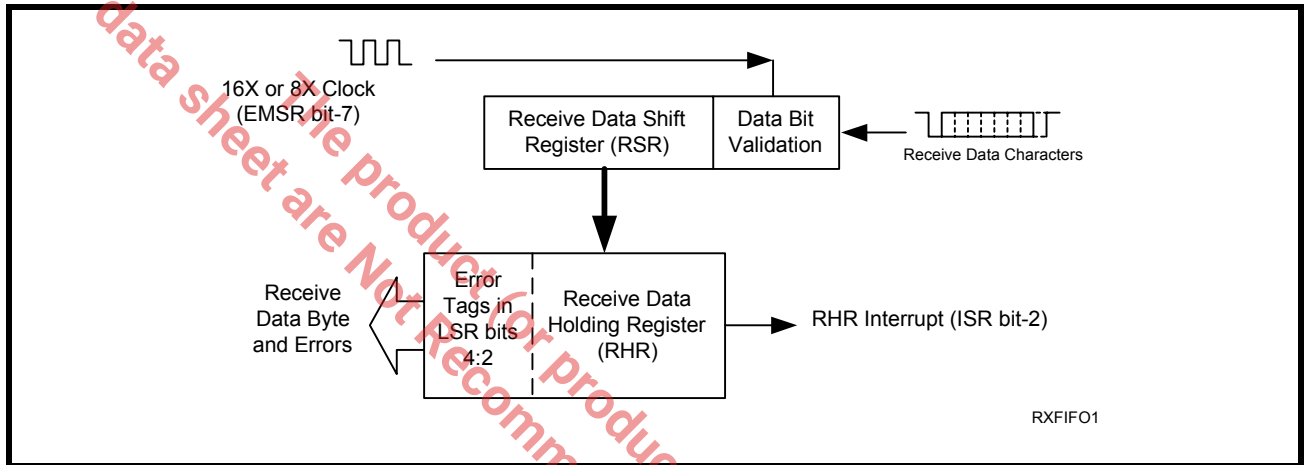 16X or 8X Clock
(EMSR bit-7)
Receive Data Shift
Register (RSR)
Data Bit
Validation
Receive Data Characters
Receive
Data Byte
and Errors
Error
Tags in
LSR bits
4:2
Receive Data
Holding Register
(RHR)
RHR Interrupt (ISR bit-2)
RXFIFO1
The product (or produc
data sheet are Not Recomm